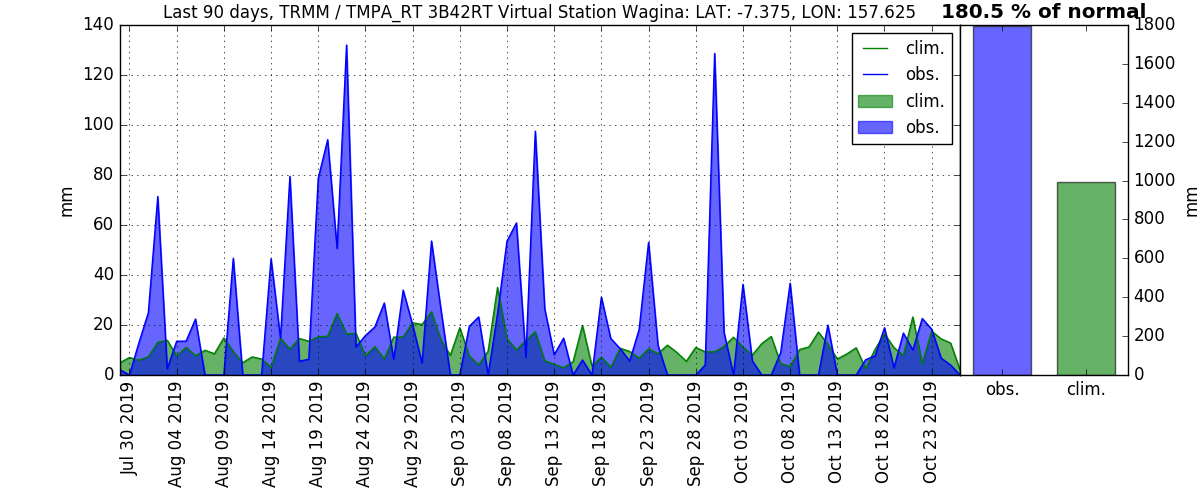 Last 90 days, TRMM / TMPA_RT 3B42RT Virtual Station Wagina: LAT: -7.375, LON: 157.625
180.5 % of normal
140
120
100
80
60
40
20
0
mm
clim.
obs.
clim.
obs.
1800
1600
1400
1200
1000
800
600
400
200
0
mm
obs.
clim.
Jul 30 2019
Aug 04 2019
Aug 09 2019
Aug 14 2019
Aug 19 2019
Aug 24 2019
Aug 29 2019
Sep 03 2019
Sep 08 2019
Sep 13 2019
Sep 18 2019
Sep 23 2019
Sep 28 2019
Oct 03 2019
Oct 08 2019
Oct 13 2019
Oct 18 2019
Oct 23 2019